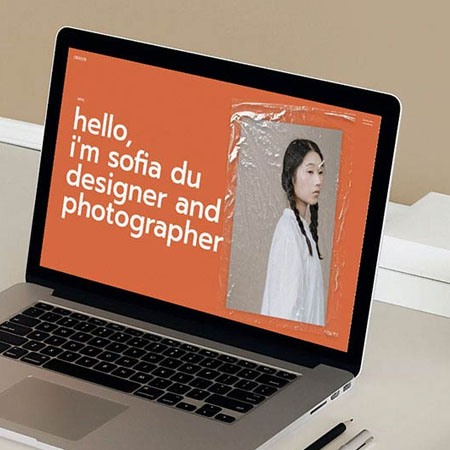 hello,
i'm sofia du
designer and
photographer